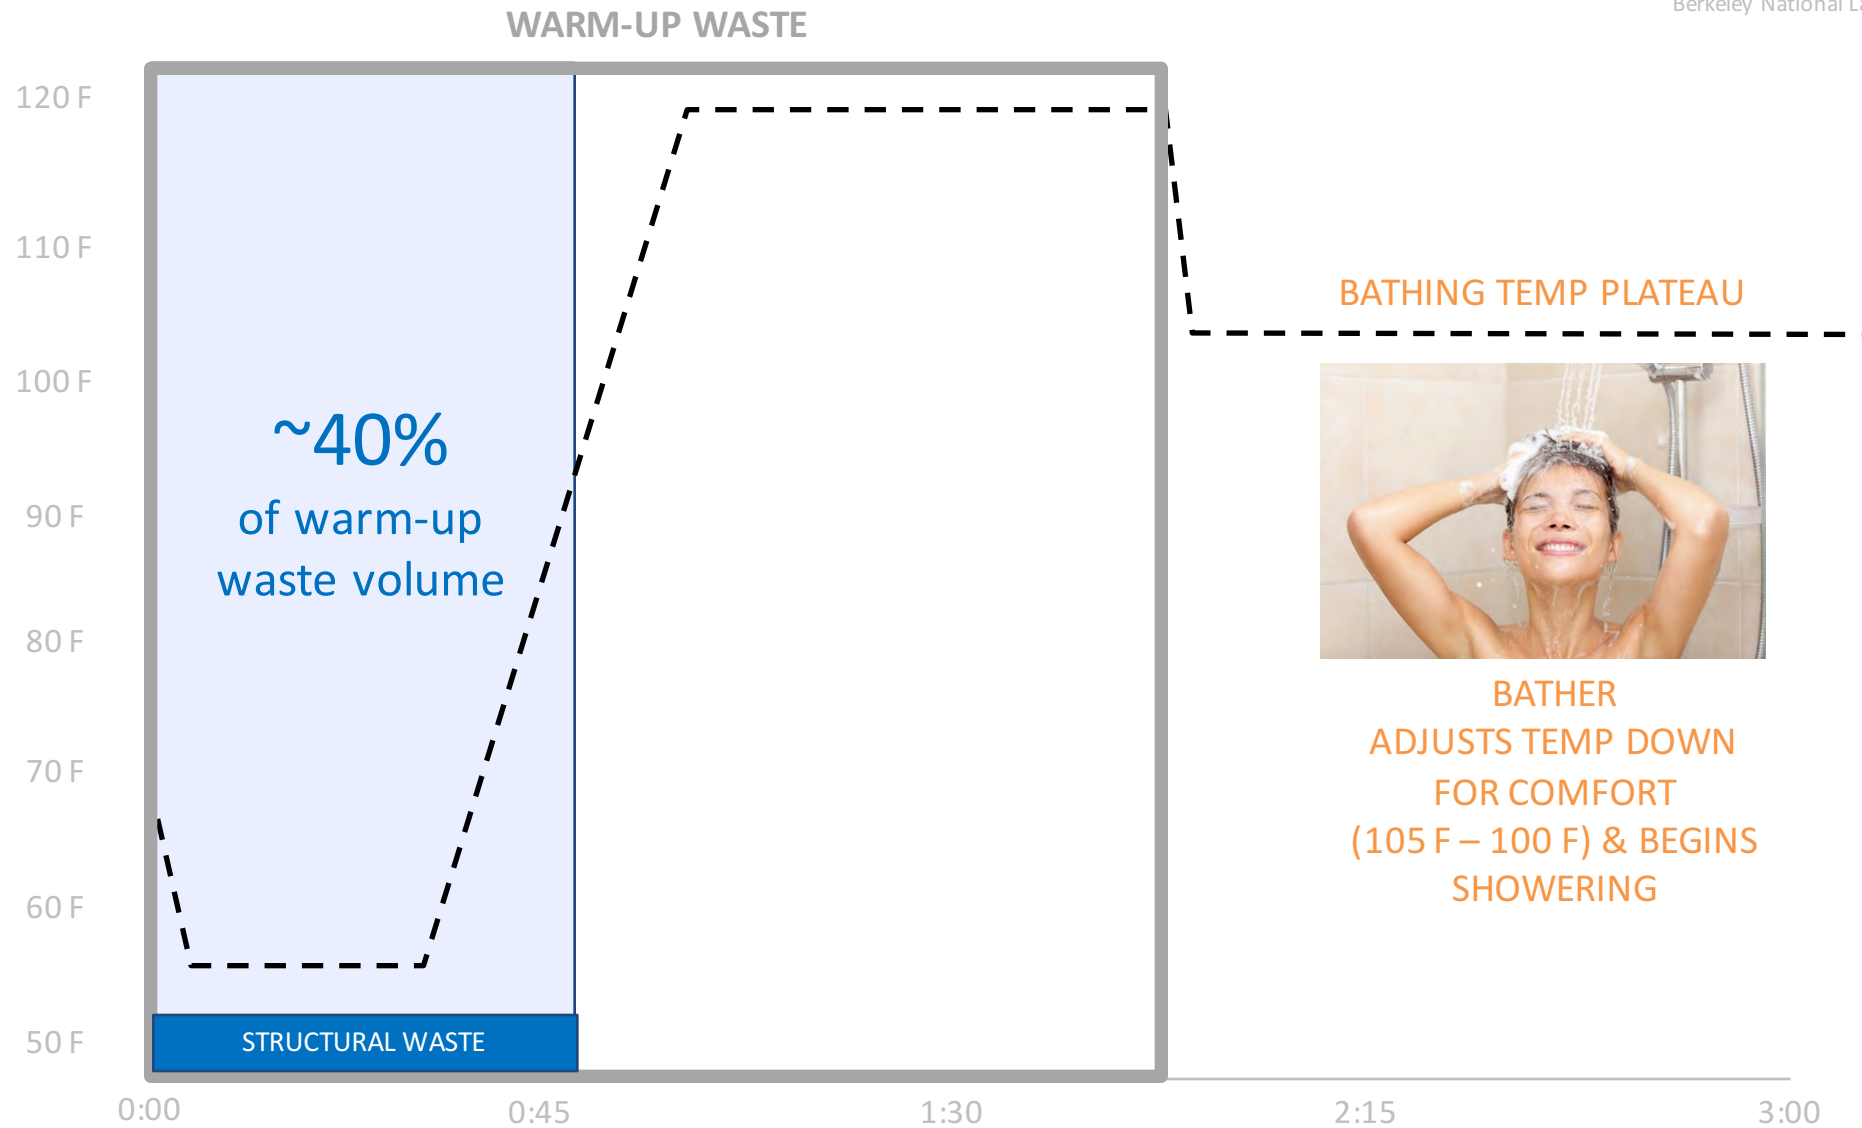 Berkeley National
WARM-UP WASTE
120 F
110 F
100 F
90 F
80 F
70 F
60 F
50 F
~40%
of warm-up
waste volume
STRUCTURAL WASTE
BATHING TEMP PLATEAU
BATHER
ADJUSTS TEMP DOWN
FOR COMFORT
(105 F – 100 F) & BEGINS
SHOWERING
0:00
0:45
1:30
2:15
3:00